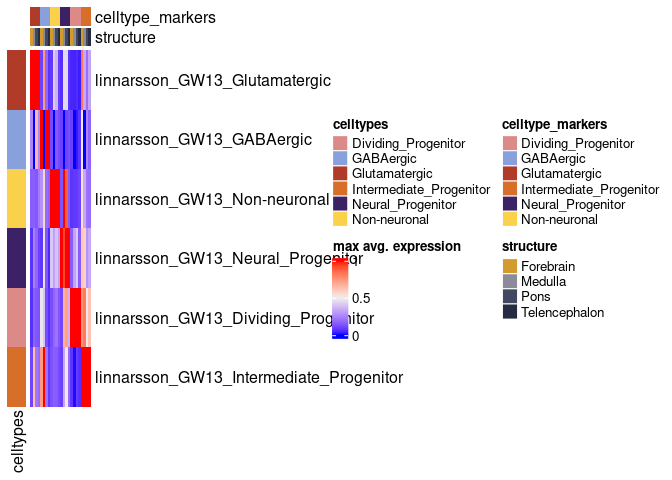 celltype_markers
structure
linnarsson_GW13_Glutamatergic
linnarsson_GW13_GABAergic
linnarsson_GW13_Non-neuronal
linnarsson_GW13_Neural_Progenitor
linnarsson_GW13_Dividing_Progenitor
linnarsson_GW13_Intermediate_Progenitor
celltypes
celltypes
Dividing_Progenitor
GABAergic
Glutamatergic
Intermediate_Progenitor
Neural_Progenitor
Non-neuronal
max avg. expression
0.5
0
celltype_markers
Dividing_Progenitor
GABAergic
Glutamatergic
Intermediate_Progenitor
Neural_Progenitor
Non-neuronal
structure
Forebrain
Medulla
Pons
Telencephalon